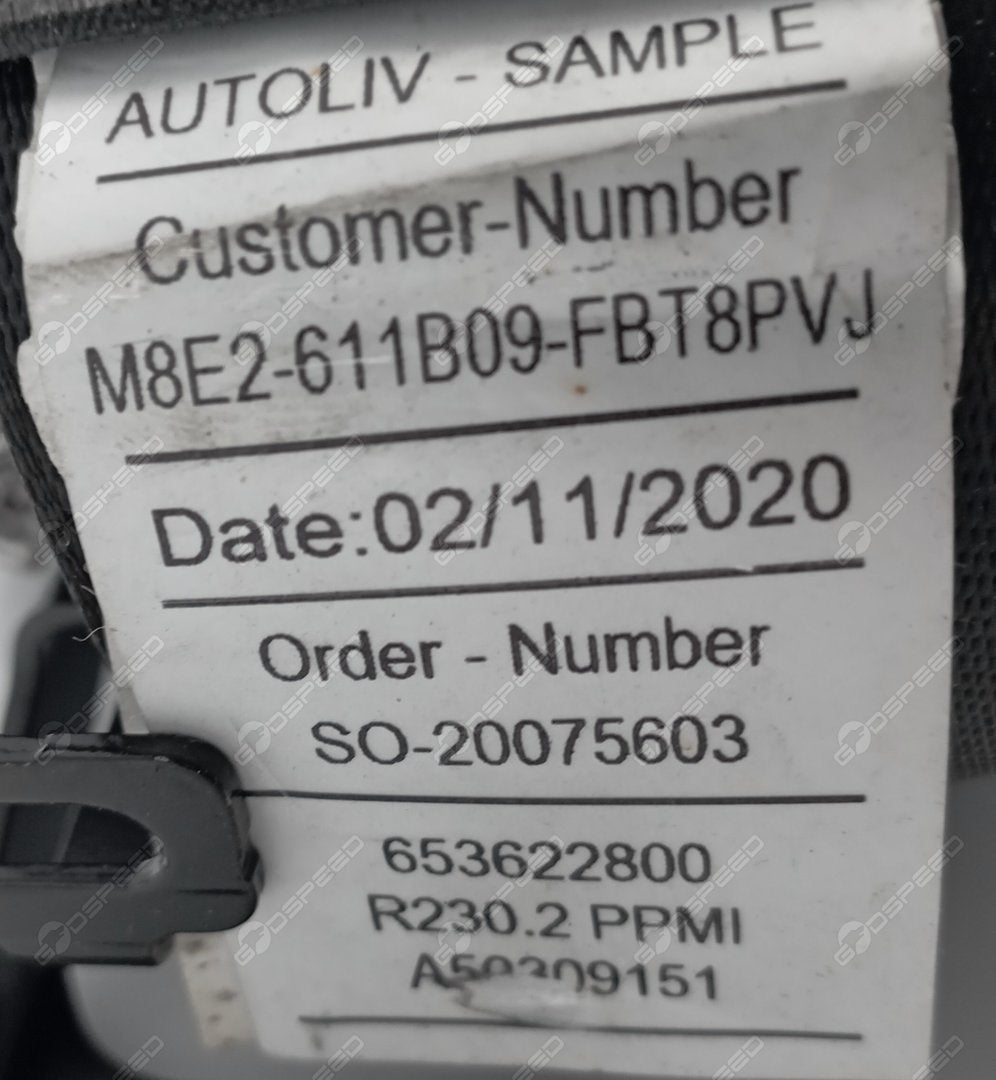 AUTOLIV - SAMPLE
Customer-Number
M8E2-611B09-FBT8PVJ
Date:02/11/2020
Order - Number
SO-20075603
653622800
R230.2 PPMI
GODSPEED